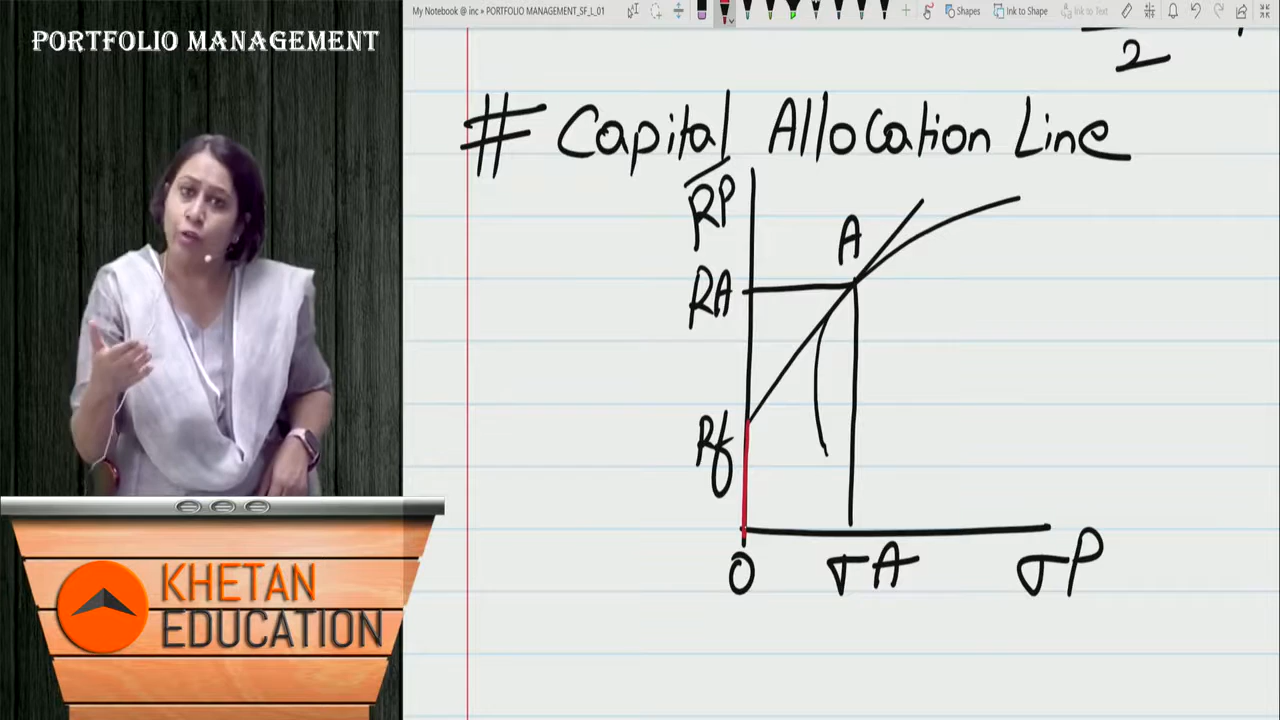 My Notebook @ inc » PORTFOLIO MANAGEMENT_SF_L_01
Shapes
Ink to Shape
Ink to Text
PORTFOLIO MANAGEMENT
2
# Capital Allocation Line
RP
A
RA
Rf
0
σA
σP
KHETAN
EDUCATION